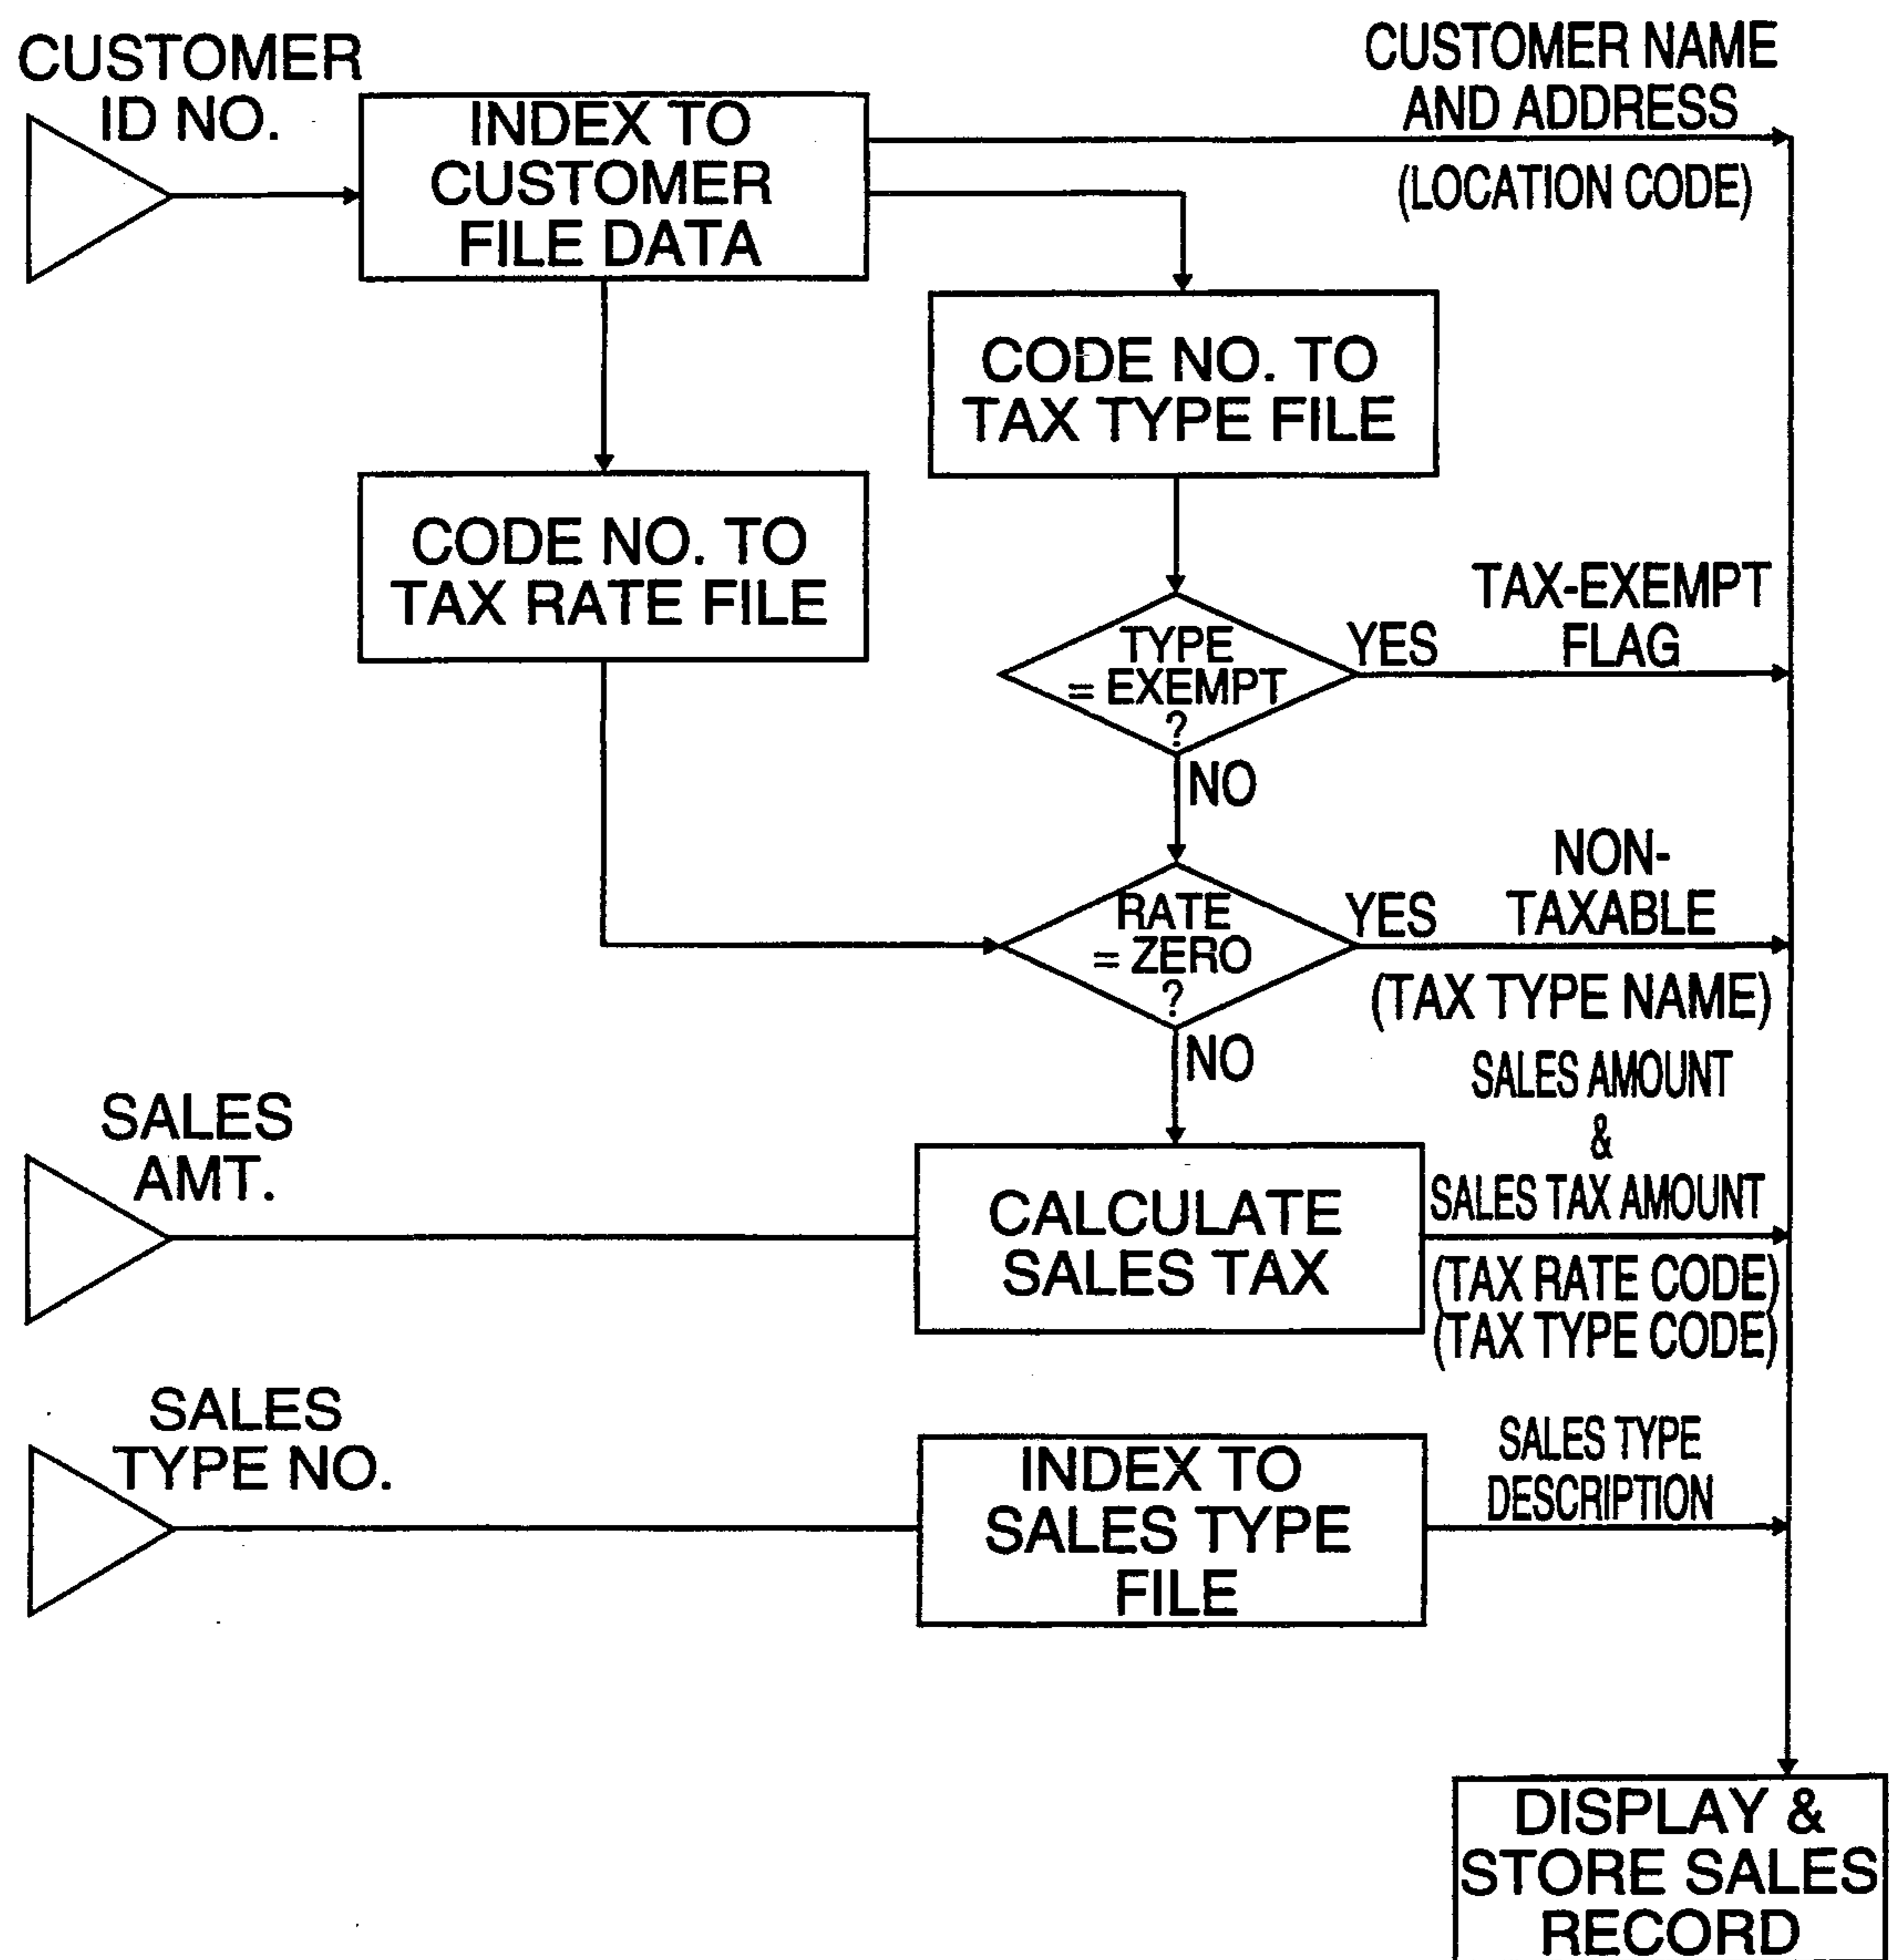 CUSTOMER
ID NO.
INDEX TO
CUSTOMER
FILE DATA
CUSTOMER NAME
AND ADDRESS
(LOCATION CODE)
CODE NO. TO
TAX TYPE FILE
CODE NO. TO
TAX RATE FILE
TYPE
= EXEMPT
?
YES
TAX-EXEMPT
FLAG
NO
RATE
= ZERO
?
YES
NON-
TAXABLE
(TAX TYPE NAME)
NO
SALES
AMT.
CALCULATE
SALES TAX
SALES AMOUNT
&
SALES TAX AMOUNT
(TAX RATE CODE)
(TAX TYPE CODE)
SALES
TYPE NO.
INDEX TO
SALES TYPE
FILE
SALES TYPE
DESCRIPTION
DISPLAY &
STORE SALES
RECORD